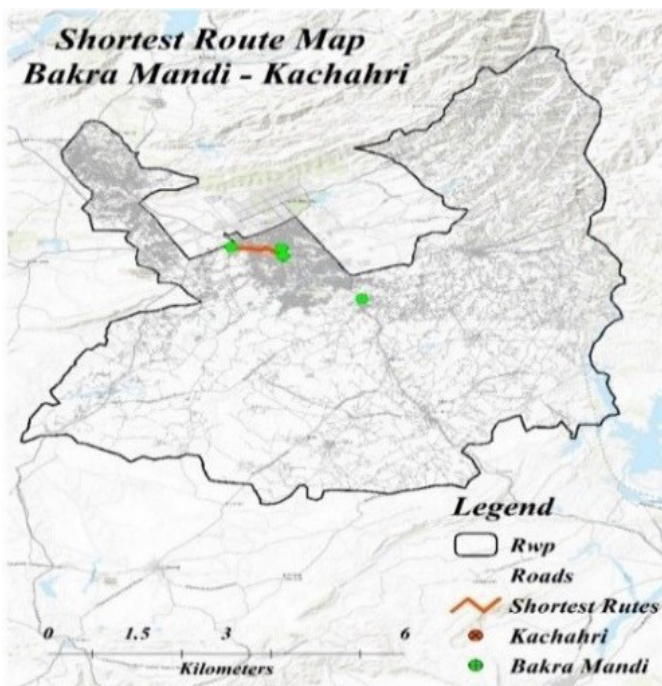 Shortest Route Map
Bakra Mandi - Kachahri
Legend
Rwp
Roads
Shortest Rutes
Kachahri
Bakra Mandi
0 1.5 3 6
Kilometers